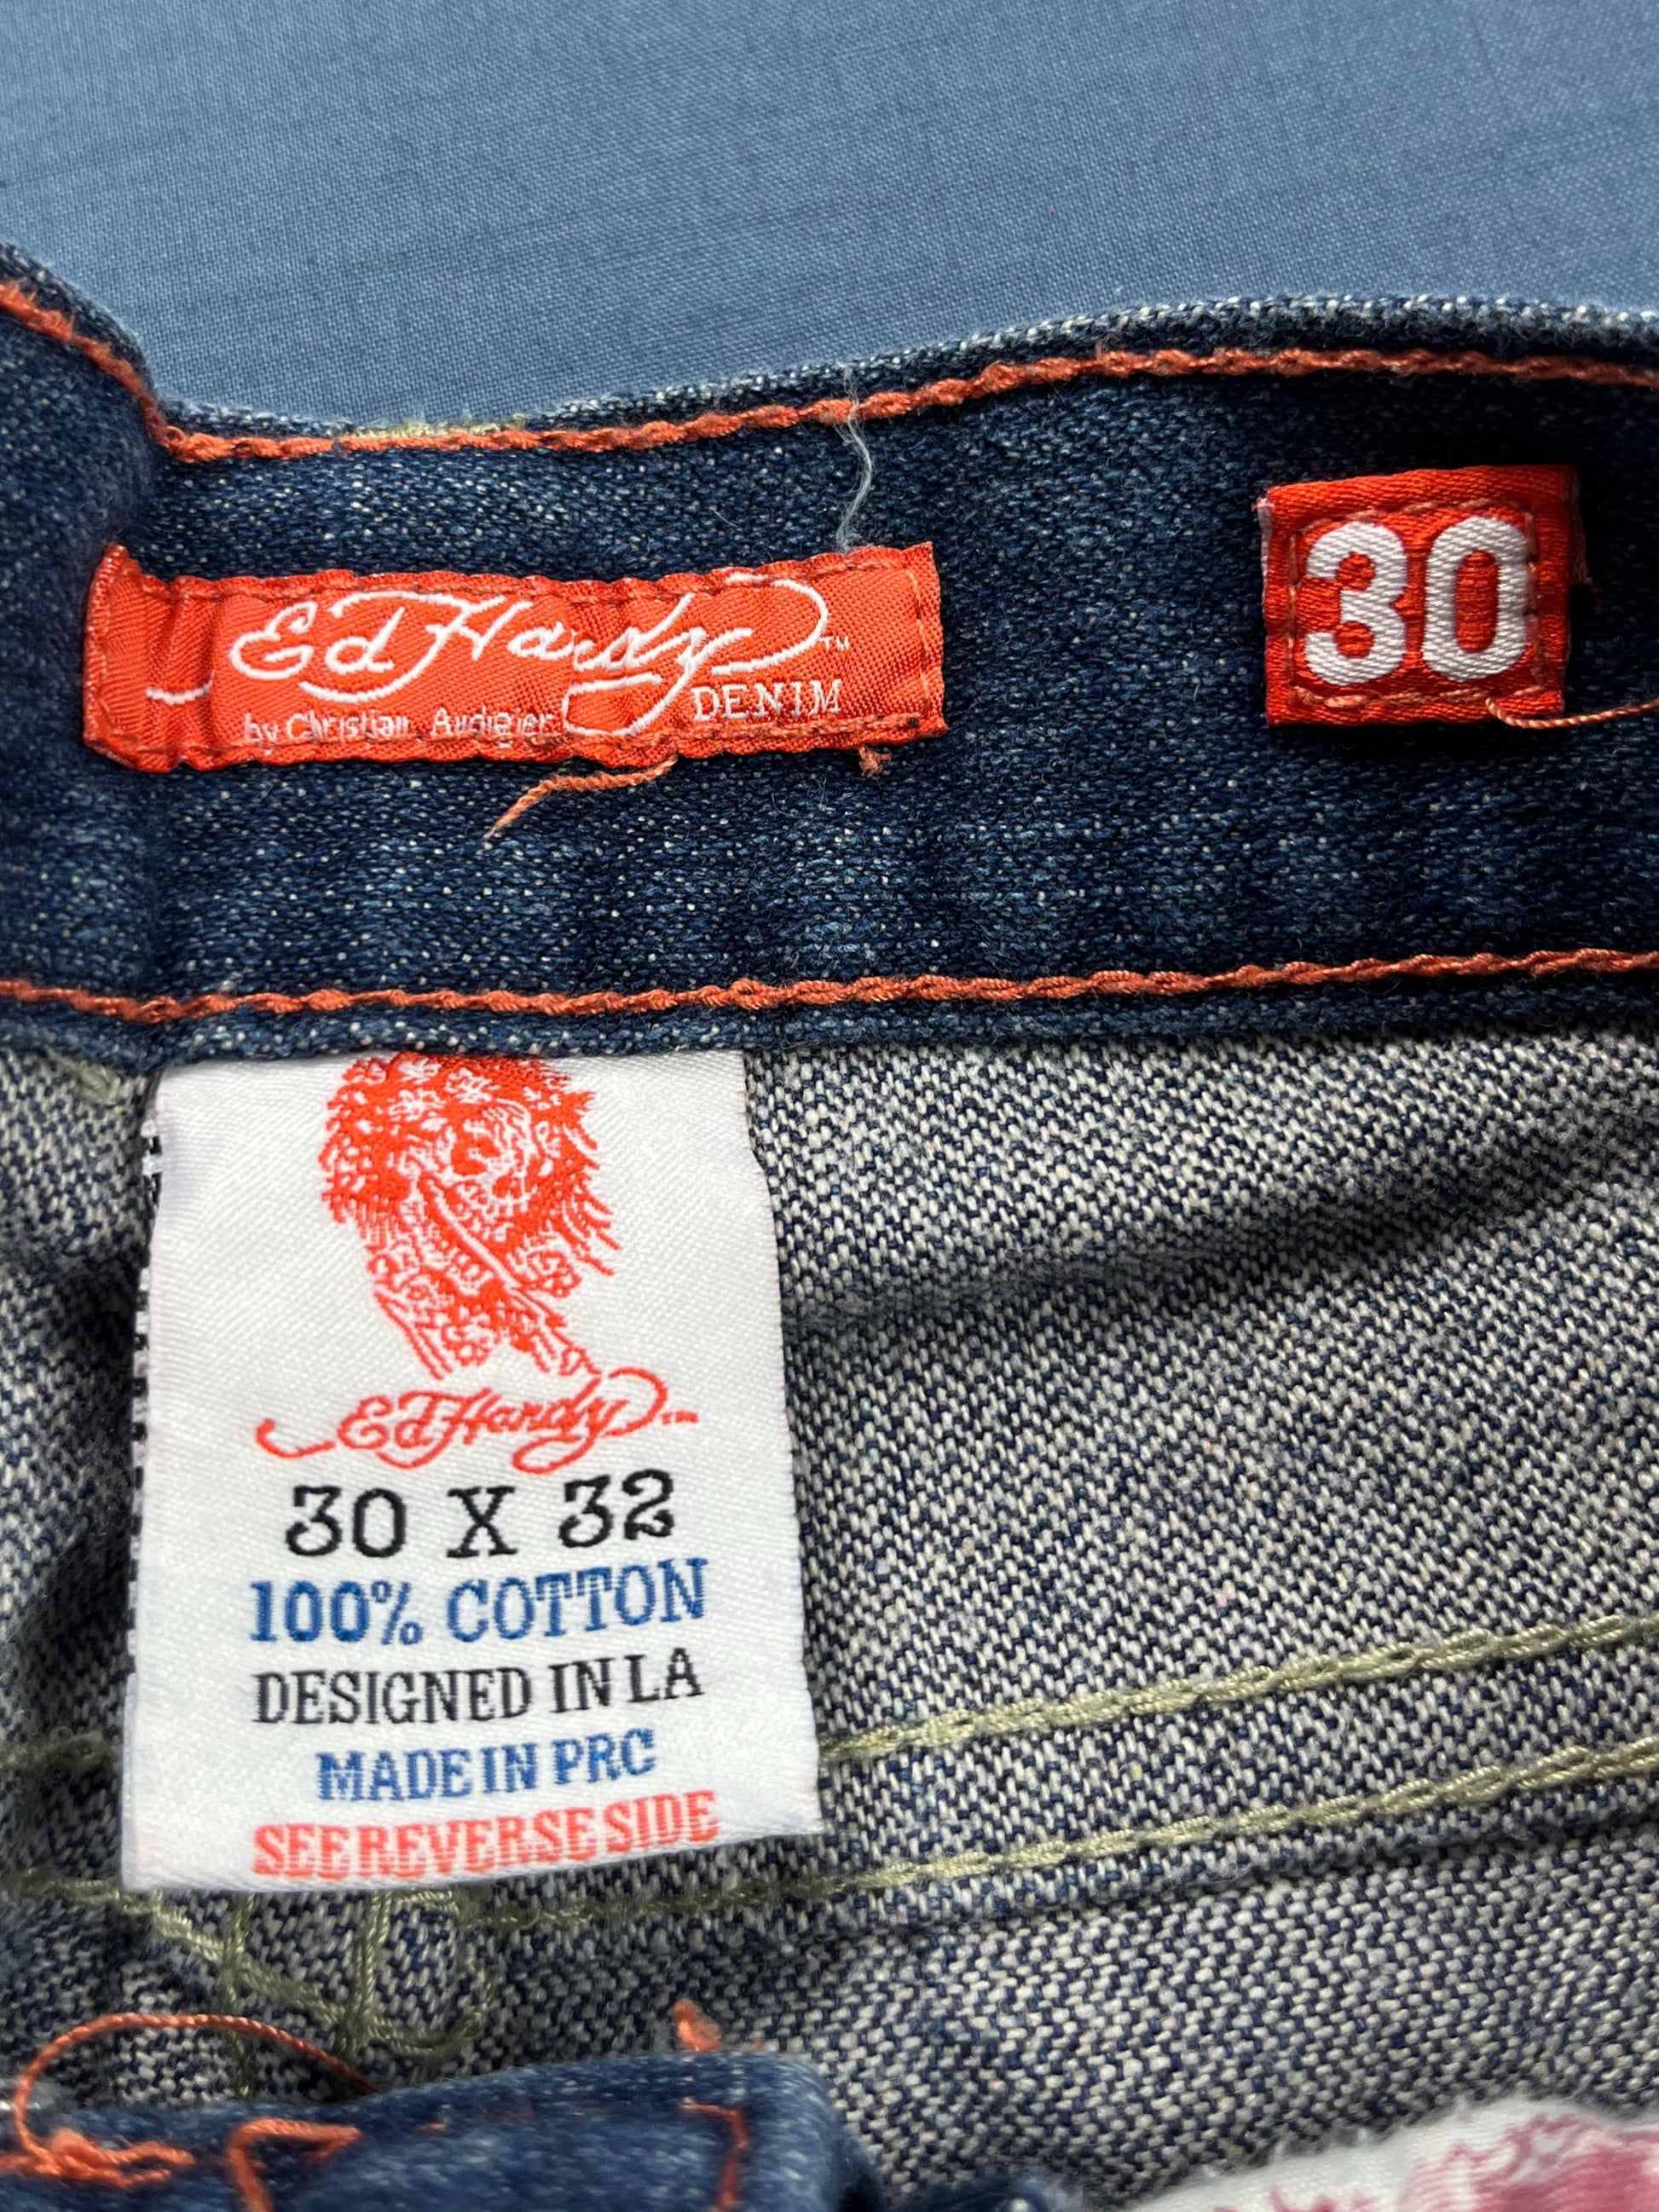 Ed Hardy™
by Christian Audigier DENIM
30
Ed Hardy™
30 X 32
100% COTTON
DESIGNED IN LA
MADE IN PRC
SEE REVERSE SIDE